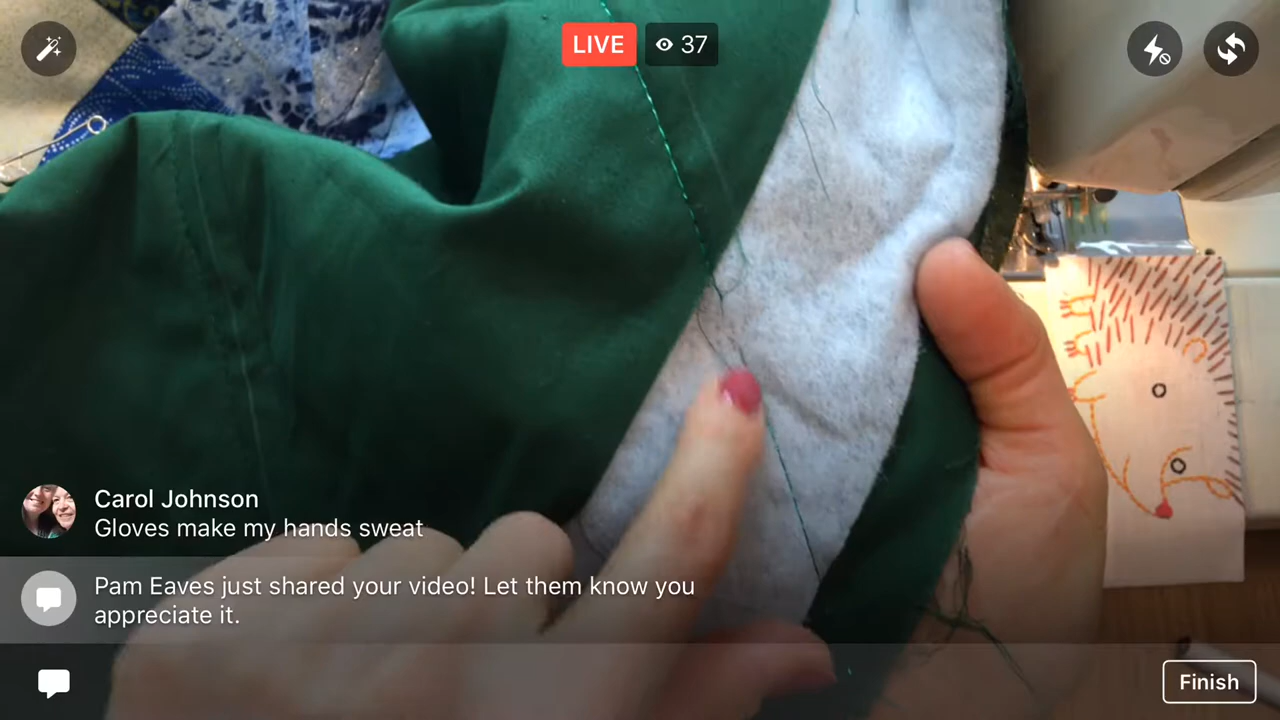 LIVE
37
Carol Johnson
Gloves make my hands sweat
Pam Eaves just shared your video! Let them know you
appreciate it.
Finish